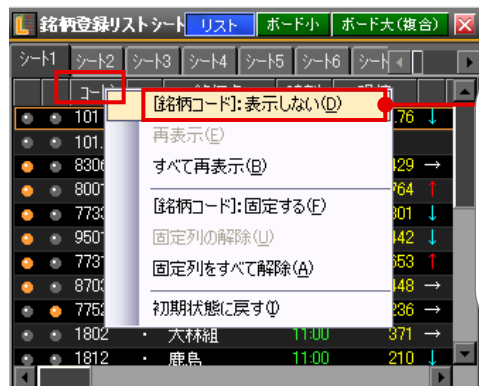 L 銘柄登録リストシート リスト ボード小 ボード大(複合)
シート1 シート2 シート3 シート4 シート5 シート6
[銘柄コード]:表示しない(D)
再表示(E)
すべて再表示(B)
[銘柄コード]:固定する(F)
固定列の解除(U)
固定列をすべて解除(A)
初期状態に戻す(I)
101 .76 ↓
101.
8306 429 →
8001 764 ↑
7733 301 ↓
9501 442 ↓
7731 653 ↑
8703 448 →
7752 236 →
1802 ・ 大林組 11:00 371 →
1812 ・ 鹿島 11:00 210 ↓